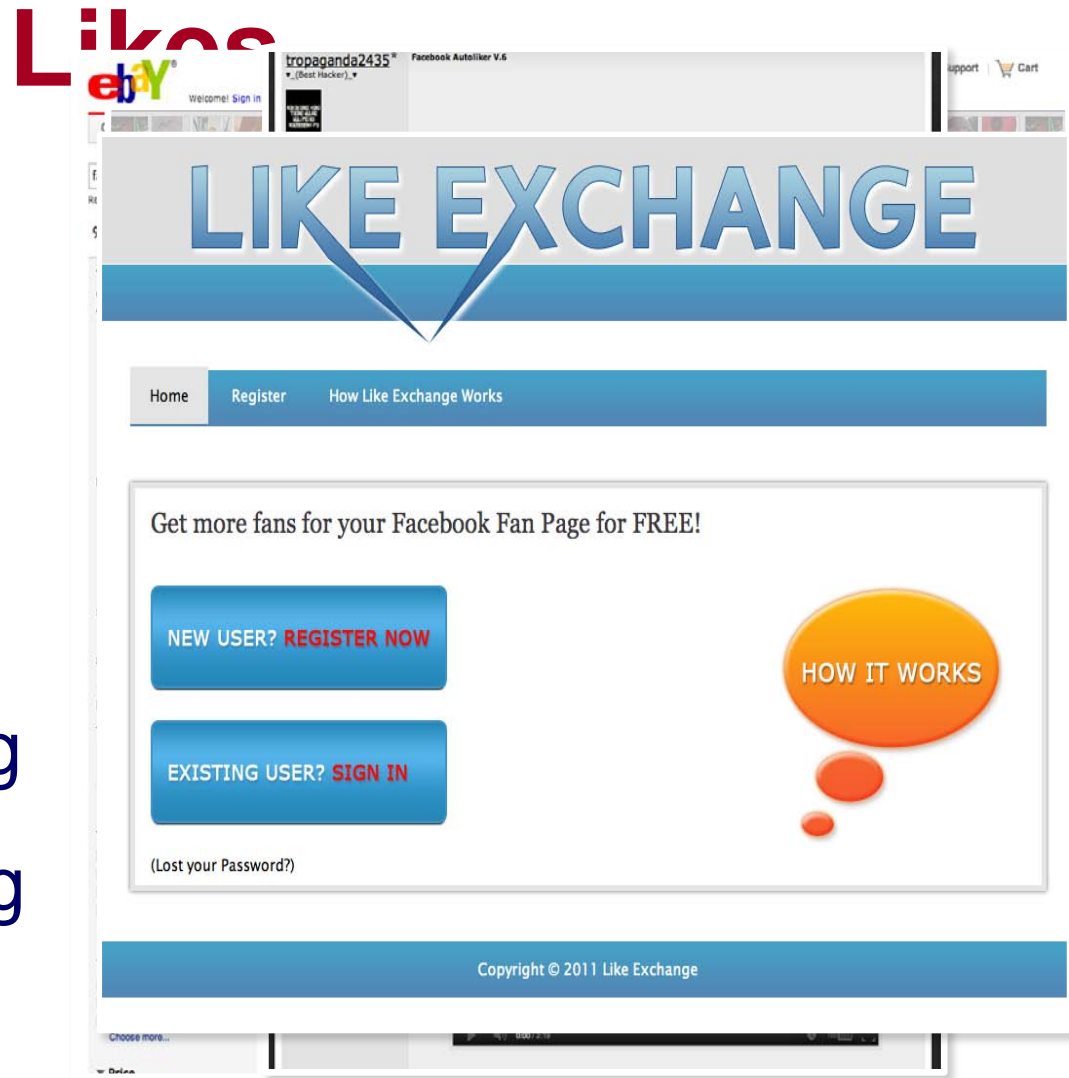 Likes
ebaY®
Welcome! Sign in
tropaganda2435*
▾_(Best Hacker)_▾
Facebook Autoliker V.6
Cart
LIKE EXCHANGE
Home Register How Like Exchange Works
Get more fans for your Facebook Fan Page for FREE!
NEW USER? REGISTER NOW
HOW IT WORKS
EXISTING USER? SIGN IN
(Lost your Password?)
g
g
Copyright © 2011 Like Exchange
Choose more...
Price